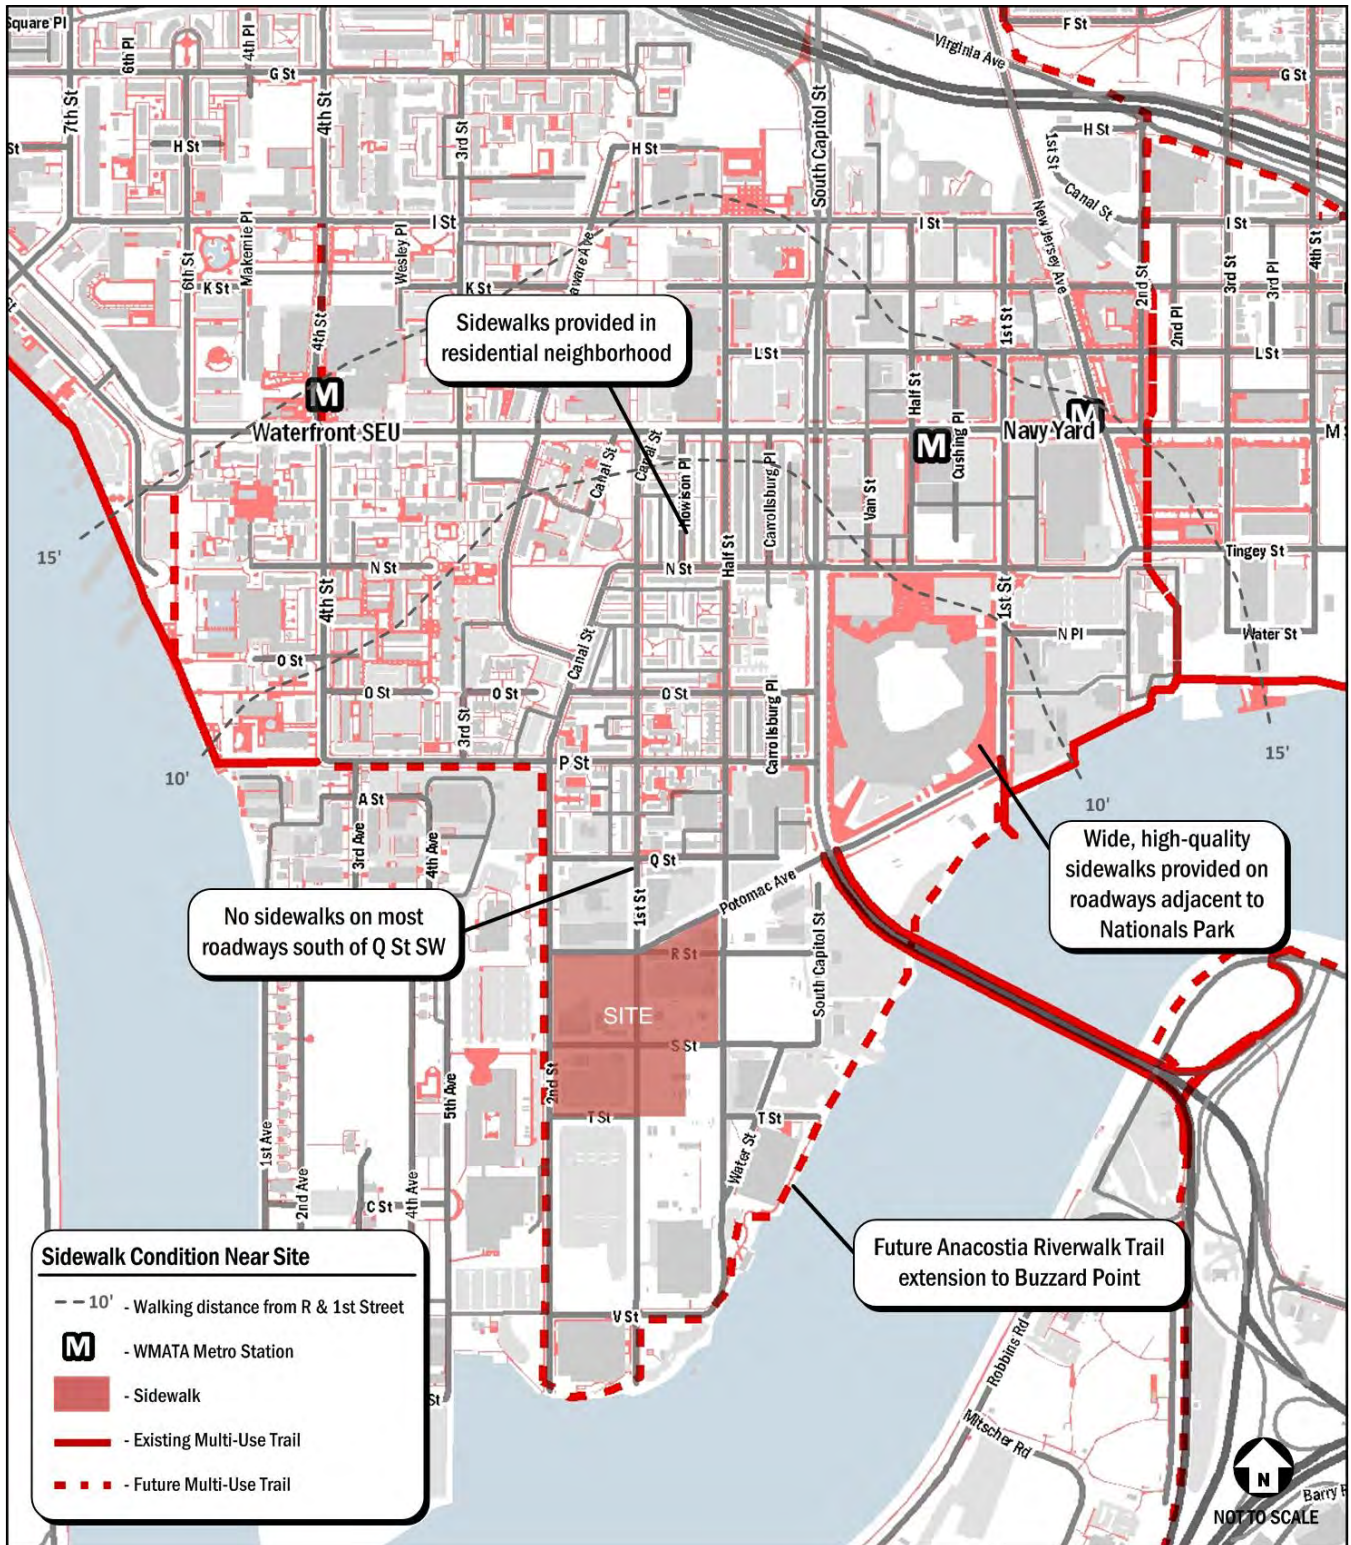 Square Pl
6th Pl
4th Pl
F St
Virginia Ave
G St
G St
7th St
4th St
3rd St
South Capitol St
H St
1st St
H St
St
H St
Canal St
New Jersey Ave
I St
I St
I St
6th St
Makemie Pl
Wesley Pl
aware Ave
2nd St
3rd St
3rd Pl
4th St
K St
K St
4th St
1st St
2nd Pl
Sidewalks provided in
residential neighborhood
L St
L St
Half St
Cushing Pl
M
Waterfront SEU
M
Navy Yard
M
M S
Canal St
Canal St
Howison Pl
Carrollsburg Pl
Van St
15'
N St
N St
Half St
Tingey St
4th St
1st St
N Pl
Water St
O St
Canal St
O St
O St
O St
3rd St
Carrollsburg Pl
15'
10'
P St
10'
A St
3rd Ave
4th Ave
Wide, high-quality
sidewalks provided on
roadways adjacent to
Nationals Park
Q St
Potomac Ave
1st St
No sidewalks on most
roadways south of Q St SW
R St
South Capitol St
SITE
S St
2nd St
5th Ave
T St
T St
1st Ave
Water St
2nd Ave
4th Ave
C St
Future Anacostia Riverwalk Trail
extension to Buzzard Point
V St
Robbins Rd
St
Mitscher Rd
Barry R
Sidewalk Condition Near Site
10' - Walking distance from R & 1st Street
M - WMATA Metro Station
- Sidewalk
- Existing Multi-Use Trail
- Future Multi-Use Trail
N
NOT TO SCALE